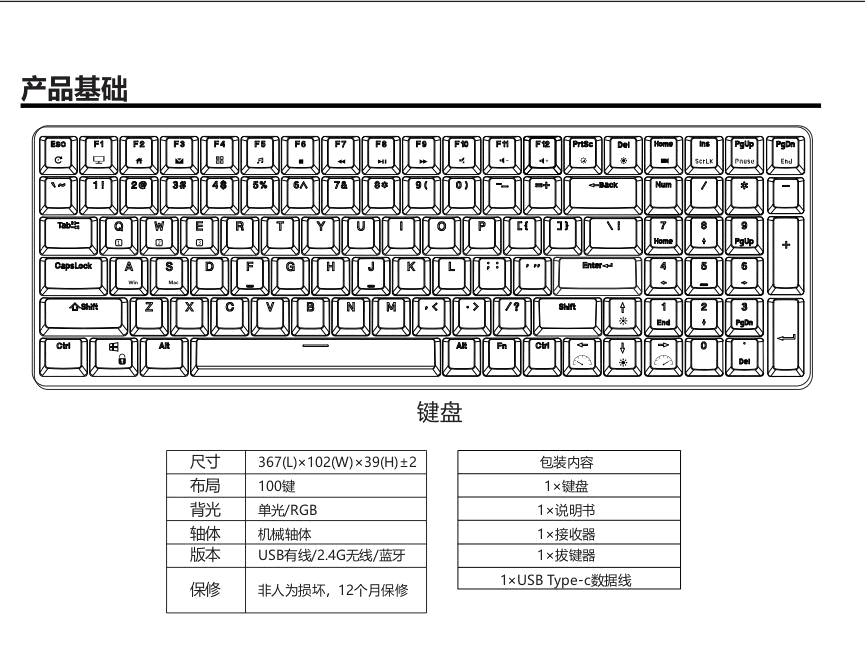 产品基础
Esc F1 F2 F3 F4 F5 F6 F7 F8 F9 F10 F11 F12 PrtSc Del Home Ins PgUp PgDn
ScrLK Pause End
\~ 1! 2@ 3# 4$ 5% 6^ 7& 8* 9( 0) -_ =+ Back Num / * -
Tab Q W E R T Y U I O P [{ ]} \| 7 8 9 +
1 2 3 Home PgUp
CapsLock A S D F G H J K L ;: '" Enter 4 5 6
Win Mac
Shift Z X C V B N M ,< .> /? Shift 1 2 3
End PgDn
Ctrl Alt Alt Fn Ctrl 0 .
Del
键盘
尺寸 367(L)×102(W)×39(H)±2
布局 100键
背光 单光/RGB
轴体 机械轴体
版本 USB有线/2.4G无线/蓝牙
保修 非人为损坏，12个月保修
包装内容
1×键盘
1×说明书
1×接收器
1×拔键器
1×USB Type-c数据线